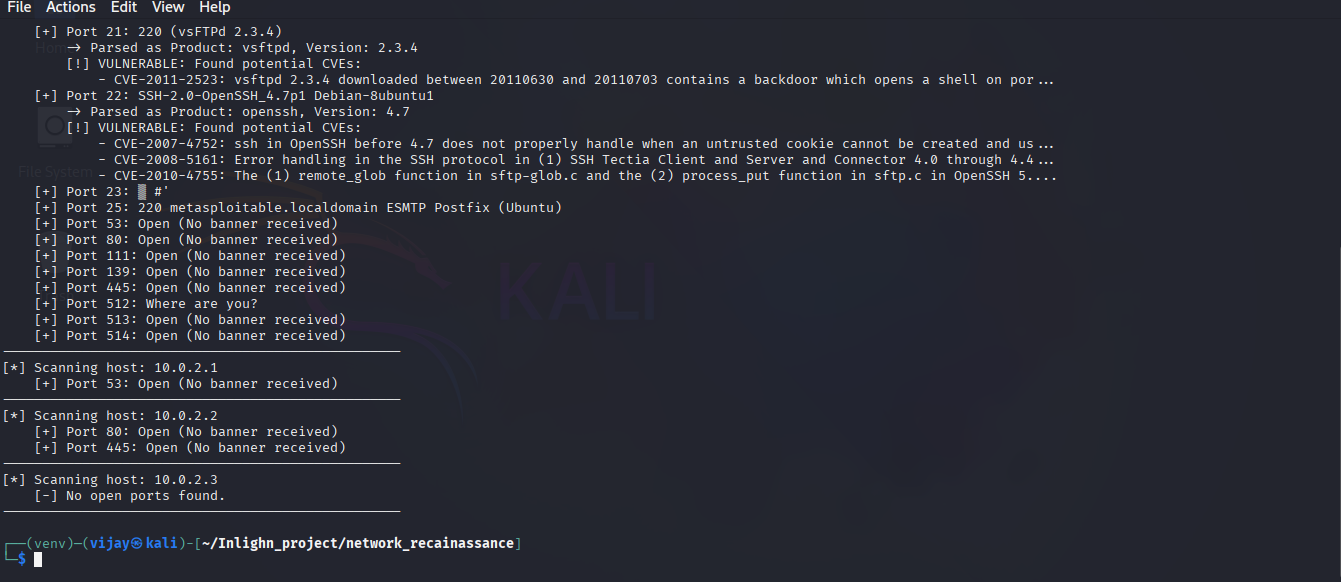 File Actions Edit View Help
[+] Port 21: 220 (vsFTPd 2.3.4)
→ Parsed as Product: vsftpd, Version: 2.3.4
[!] VULNERABLE: Found potential CVEs:
- CVE-2011-2523: vsftpd 2.3.4 downloaded between 20110630 and 20110703 contains a backdoor which opens a shell on por...
[+] Port 22: SSH-2.0-OpenSSH_4.7p1 Debian-8ubuntu1
→ Parsed as Product: openssh, Version: 4.7
[!] VULNERABLE: Found potential CVEs:
- CVE-2007-4752: ssh in OpenSSH before 4.7 does not properly handle when an untrusted cookie cannot be created and us...
- CVE-2008-5161: Error handling in the SSH protocol in (1) SSH Tectia Client and Server and Connector 4.0 through 4.4...
- CVE-2010-4755: The (1) remote_glob function in sftp-glob.c and the (2) process_put function in sftp.c in OpenSSH 5....
File System
[+] Port 23: ▒ #'
[+] Port 25: 220 metasploitable.localdomain ESMTP Postfix (Ubuntu)
[+] Port 53: Open (No banner received)
[+] Port 80: Open (No banner received)
[+] Port 111: Open (No banner received)
[+] Port 139: Open (No banner received)
[+] Port 445: Open (No banner received)
KALI
[+] Port 512: Where are you?
[+] Port 513: Open (No banner received)
[+] Port 514: Open (No banner received)
[*] Scanning host: 10.0.2.1
[+] Port 53: Open (No banner received)
[*] Scanning host: 10.0.2.2
[+] Port 80: Open (No banner received)
[+] Port 445: Open (No banner received)
[*] Scanning host: 10.0.2.3
[-] No open ports found.
┌──(venv)─(vijay㉿kali)-[~/Inlighn_project/network_recainassance]
└─$